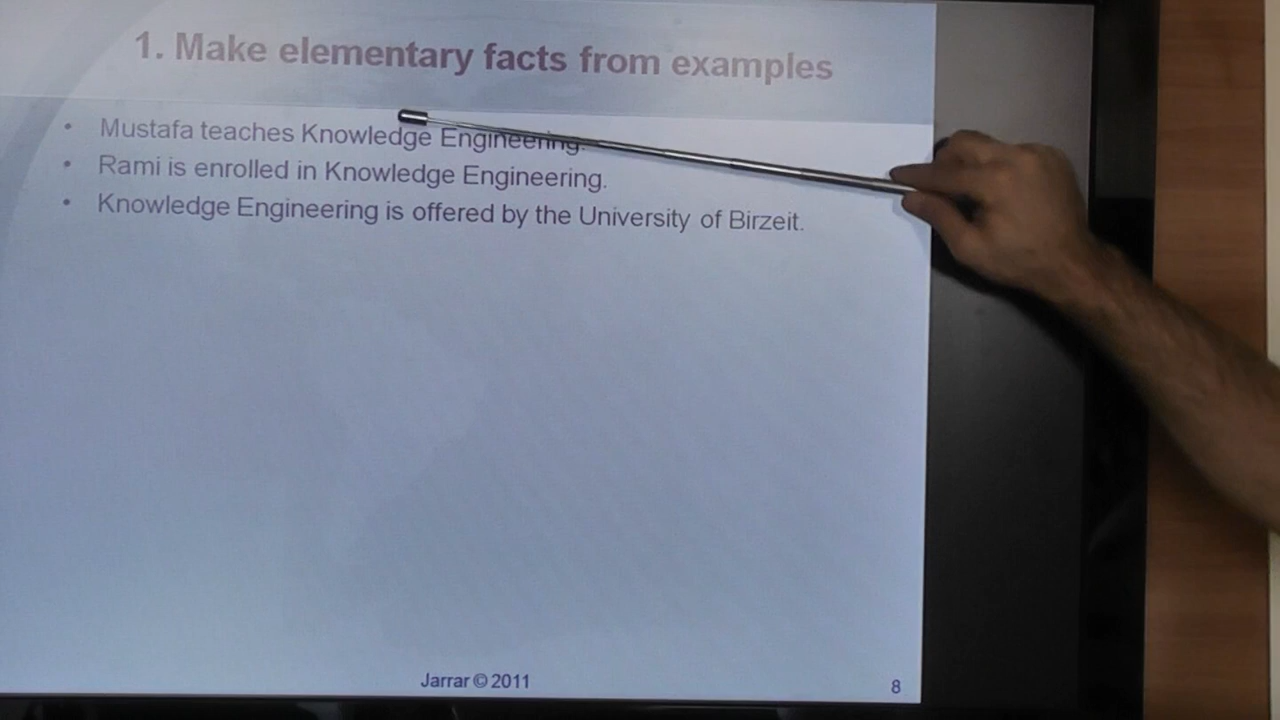 1. Make elementary facts from examples
• Mustafa teaches Knowledge Engineering.
• Rami is enrolled in Knowledge Engineering.
• Knowledge Engineering is offered by the University of Birzeit.
Jarrar © 2011
8